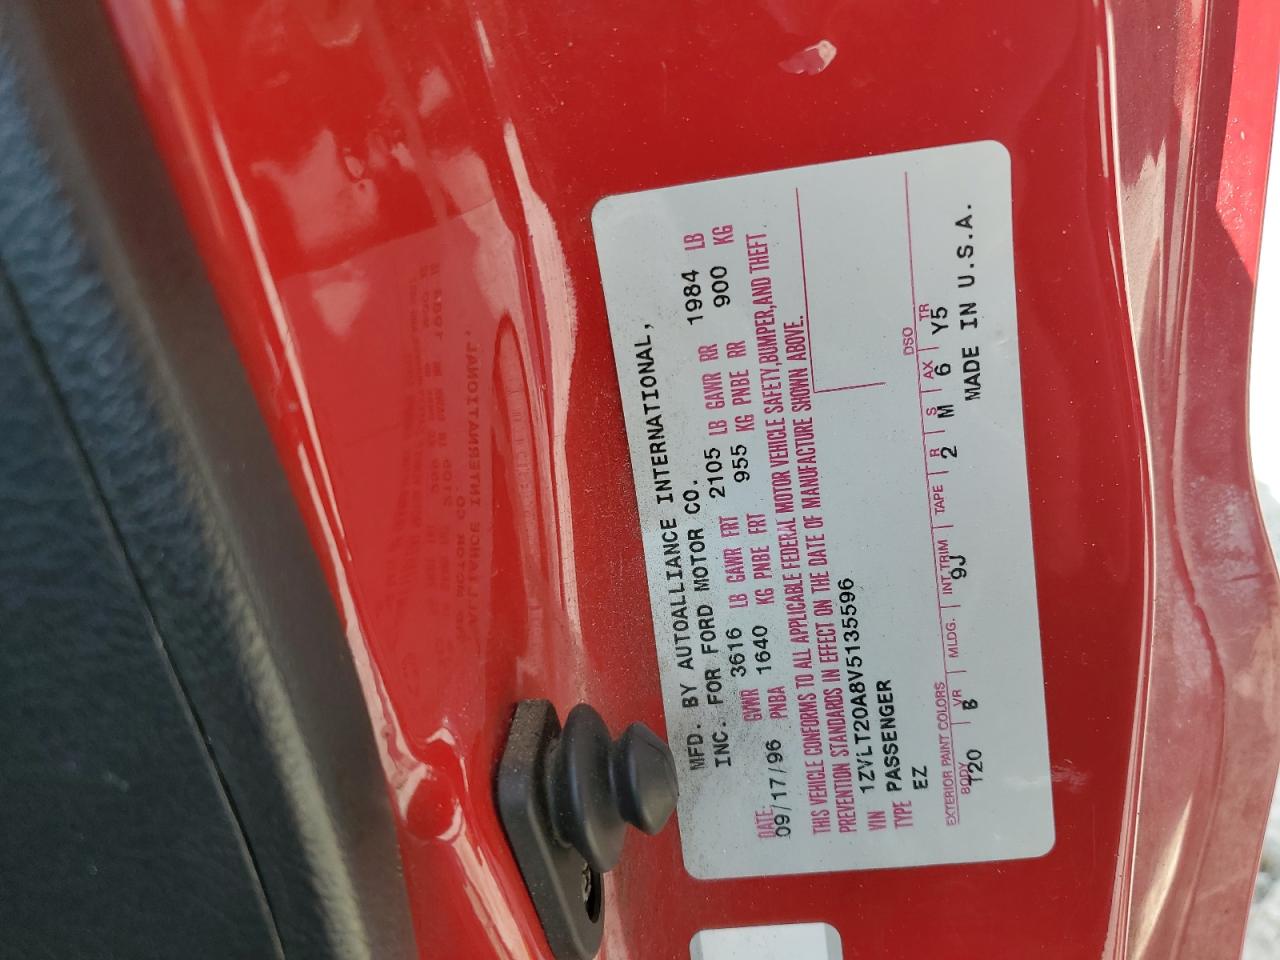 MFD. BY AUTOALLIANCE INTERNATIONAL,
INC. FOR FORD MOTOR CO.
DATE: GVWR 3616 LB GAWR FRT 2105 LB GAWR RR 1984 LB
09/17/96 PNBA 1640 KG PNBE FRT 955 KG PNBE RR 900 KG
THIS VEHICLE CONFORMS TO ALL APPLICABLE FEDERAL MOTOR VEHICLE SAFETY, BUMPER, AND THEFT
PREVENTION STANDARDS IN EFFECT ON THE DATE OF MANUFACTURE SHOWN ABOVE.
VIN 1ZVLT20A8V5135596
TYPE PASSENGER
EZ DSO
EXTERIOR PAINT COLORS
BODY VR MLDG. INT.TRIM TAPE R S AX TR
T20 B 9J 2 M 6 Y5
MADE IN U.S.A.